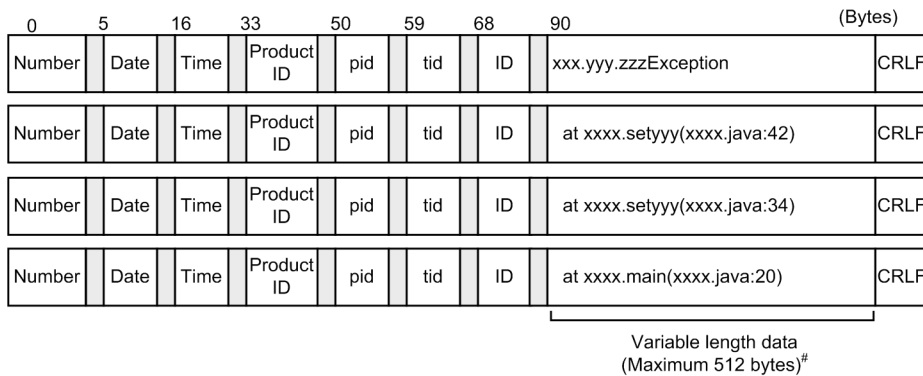 0 5 16 33 50 59 68 90 (Bytes)
Number Date Time Product ID pid tid ID xxx.yyy.zzzException CRLF
Number Date Time Product ID pid tid ID at xxxx.setyyy(xxxx.java:42) CRLF
Number Date Time Product ID pid tid ID at xxxx.setyyy(xxxx.java:34) CRLF
Number Date Time Product ID pid tid ID at xxxx.main(xxxx.java:20) CRLF
Variable length data
(Maximum 512 bytes)#